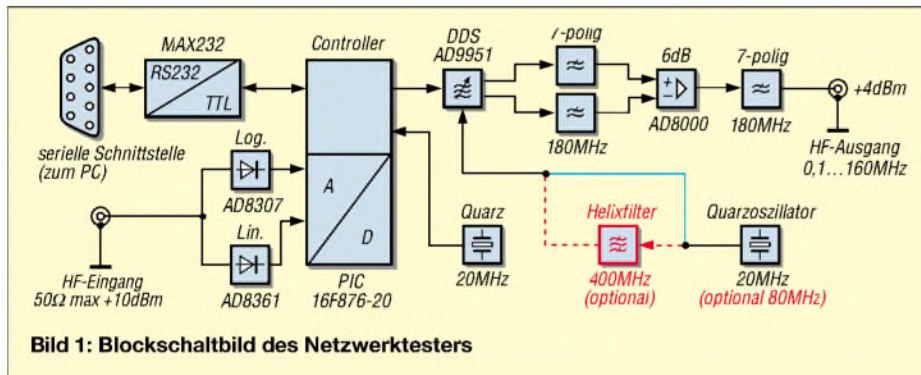 MAX232
RS232
TTL
serielle Schnittstelle
(zum PC)
HF-Eingang
50Ω max +10dBm
Log.
AD8307
Lin.
AD8361
Controller
A
D
PIC
16F876-20
DDS
AD9951
7-polig
180MHz
6dB
+
−
AD8000
7-polig
180MHz
+4dBm
HF-Ausgang
0,1...160MHz
Quarz
20MHz
Helixfilter
400MHz
(optional)
Quarzoszillator
20MHz
(optional 80MHz)
Bild 1: Blockschaltbild des Netzwerktesters